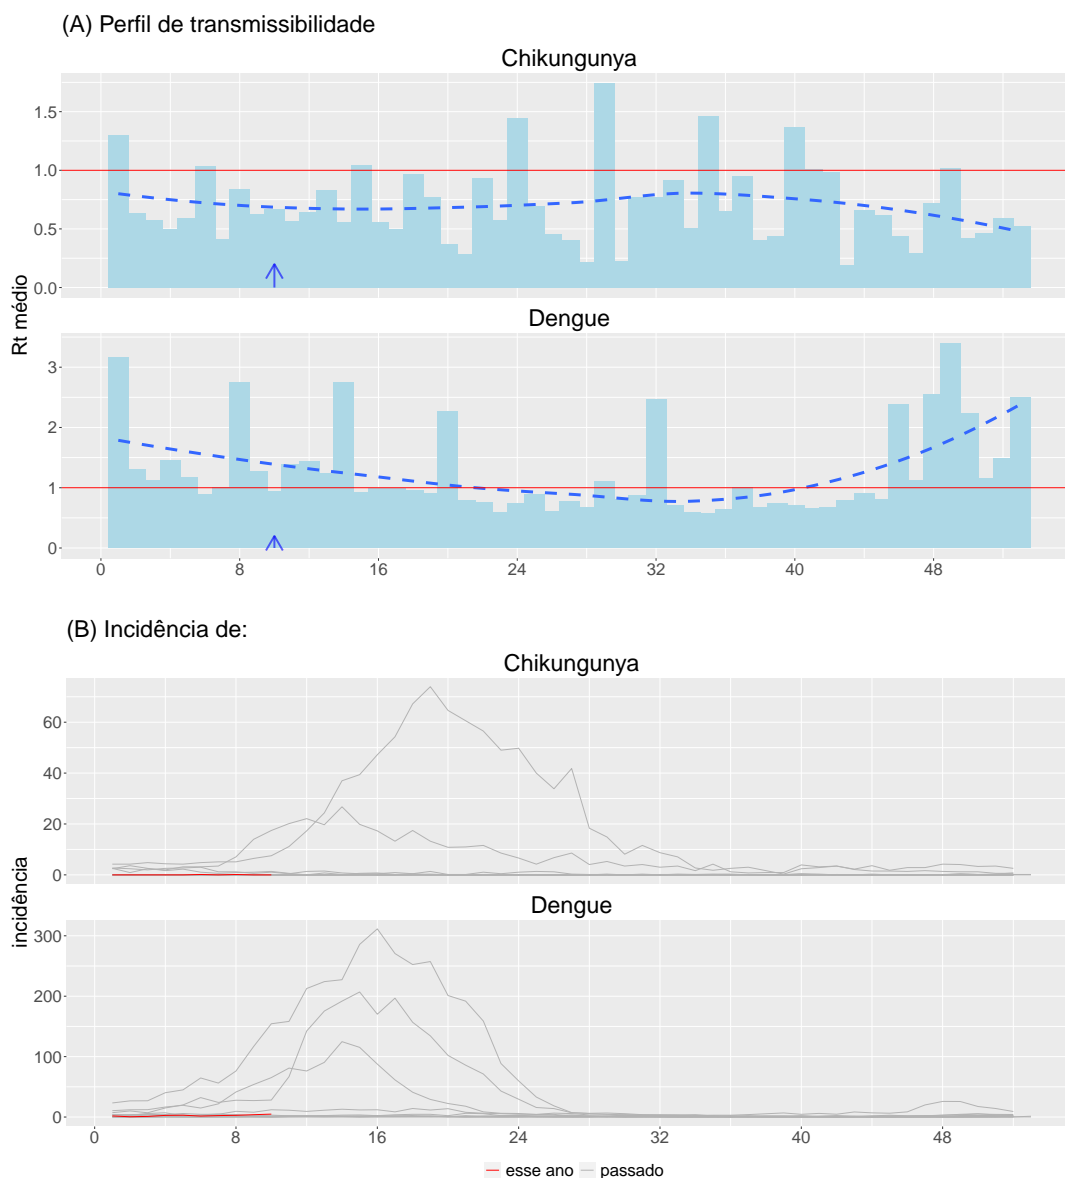 (A) Perfil de transmissibilidade
Chikungunya
1.5
1.0
0.5
0.0
Rt médio
Dengue
3
2
1
0
0 8 16 24 32 40 48
(B) Incidência de:
Chikungunya
60
40
20
0
incidência
Dengue
300
200
100
0
0 8 16 24 32 40 48
esse ano passado